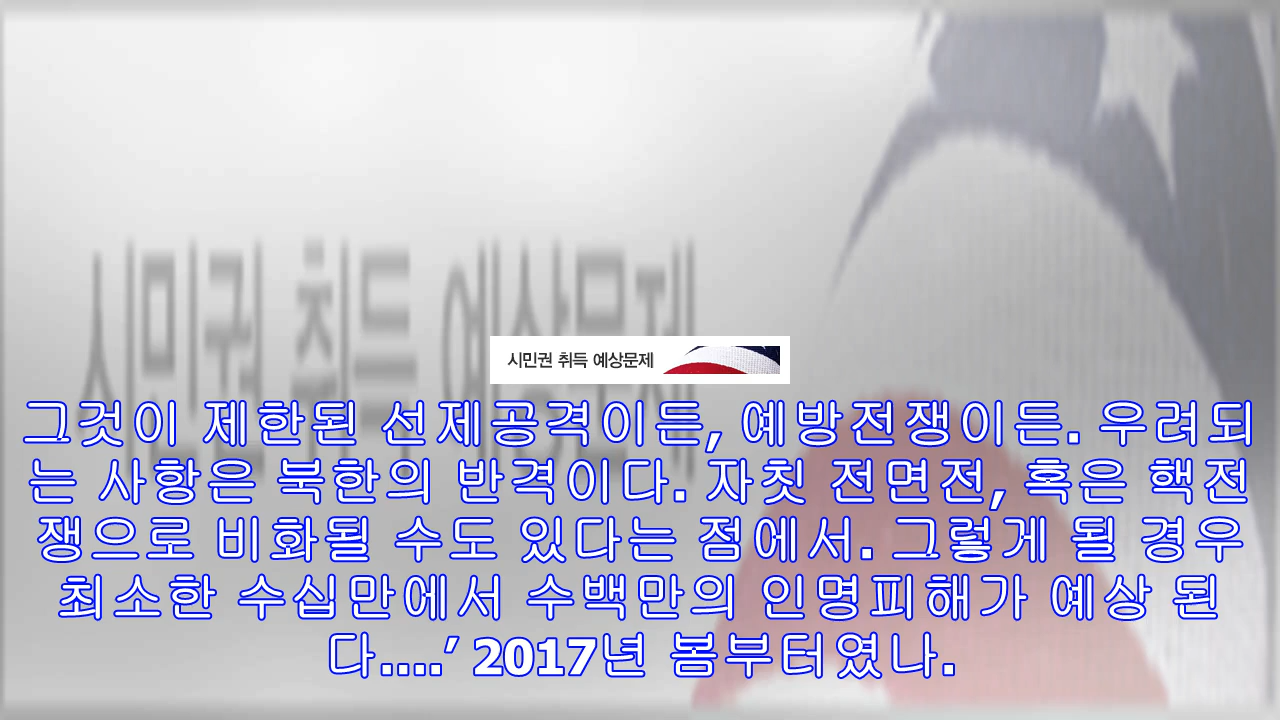 시민권 취득 예상문제
시민권 취득 예상문제
그것이 제한된 선제공격이든, 예방전쟁이든. 우려되
는 사항은 북한의 반격이다. 자칫 전면전, 혹은 핵전
쟁으로 비화될 수도 있다는 점에서. 그렇게 될 경우
최소한 수십만에서 수백만의 인명피해가 예상 된
다....’ 2017년 봄부터였나.